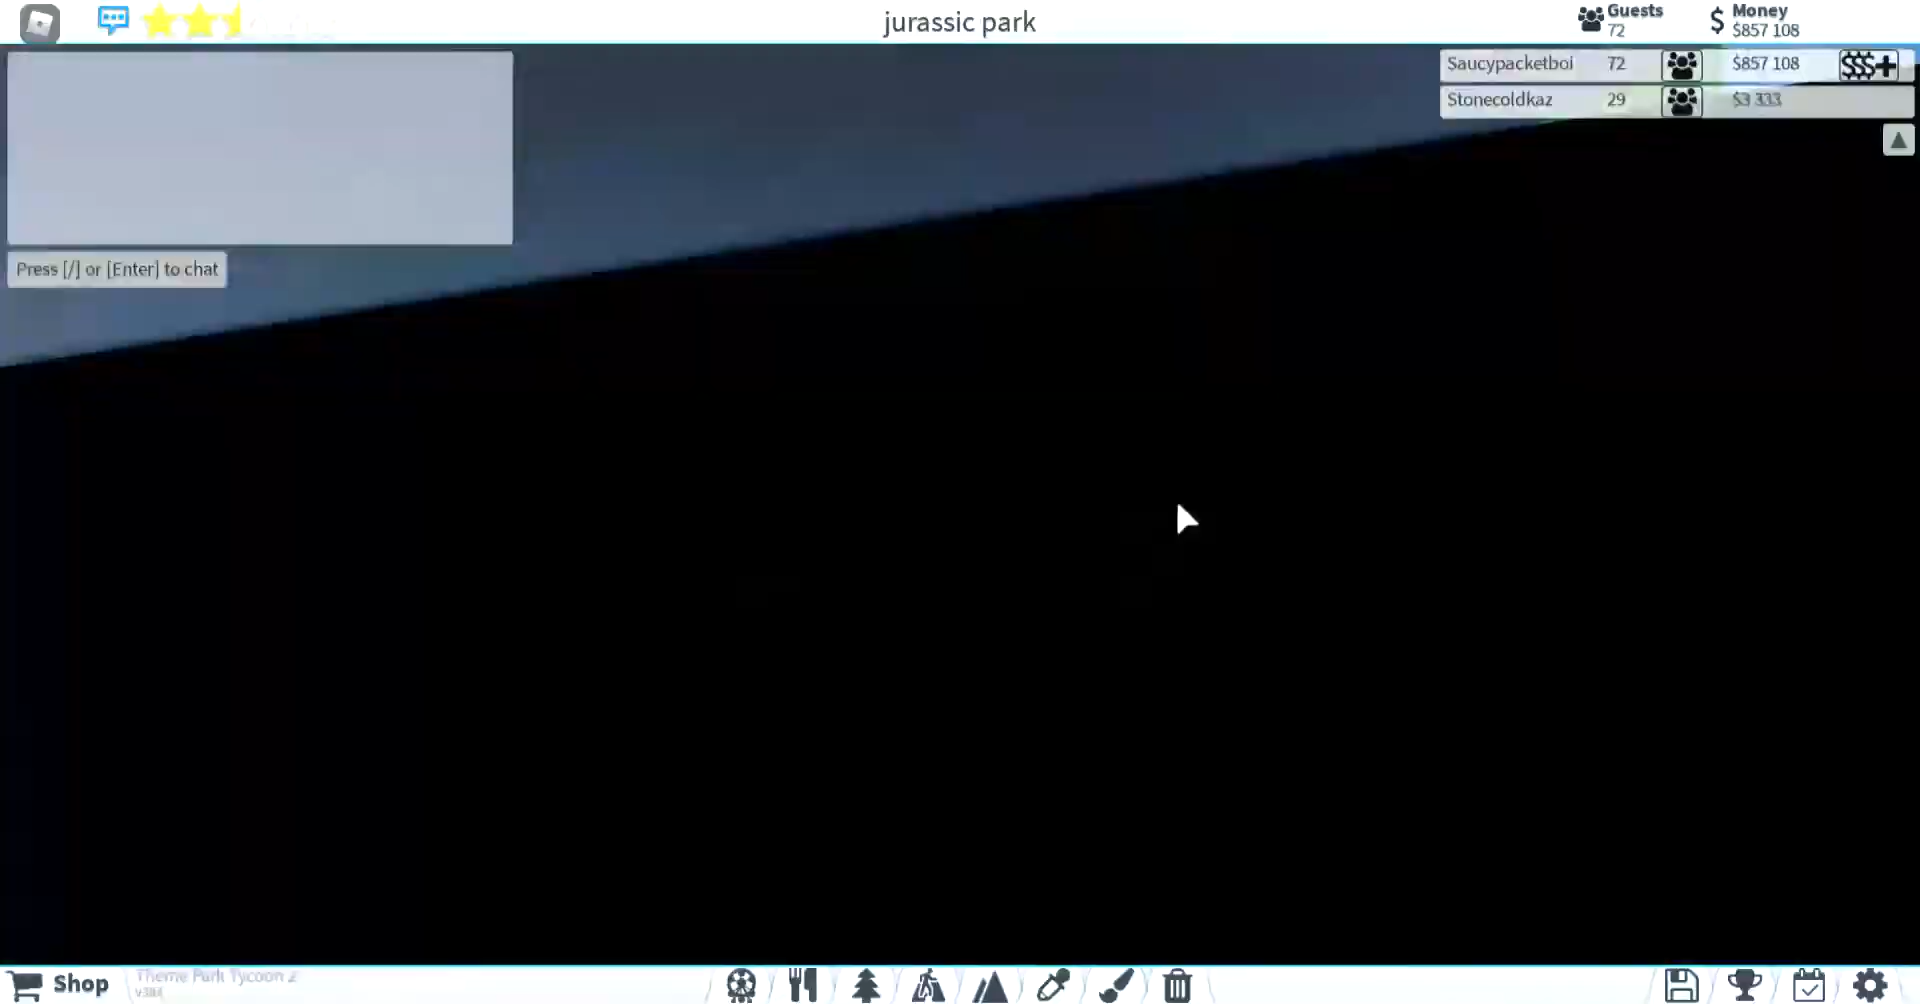 jurassic park
Guests
72
$ Money
$857 108
Saucypacketboi 72 $857 108 $$$+
Stonecoldkaz 29 $3 333
Press [/] or [Enter] to chat
Shop
Theme Park Tycoon 2